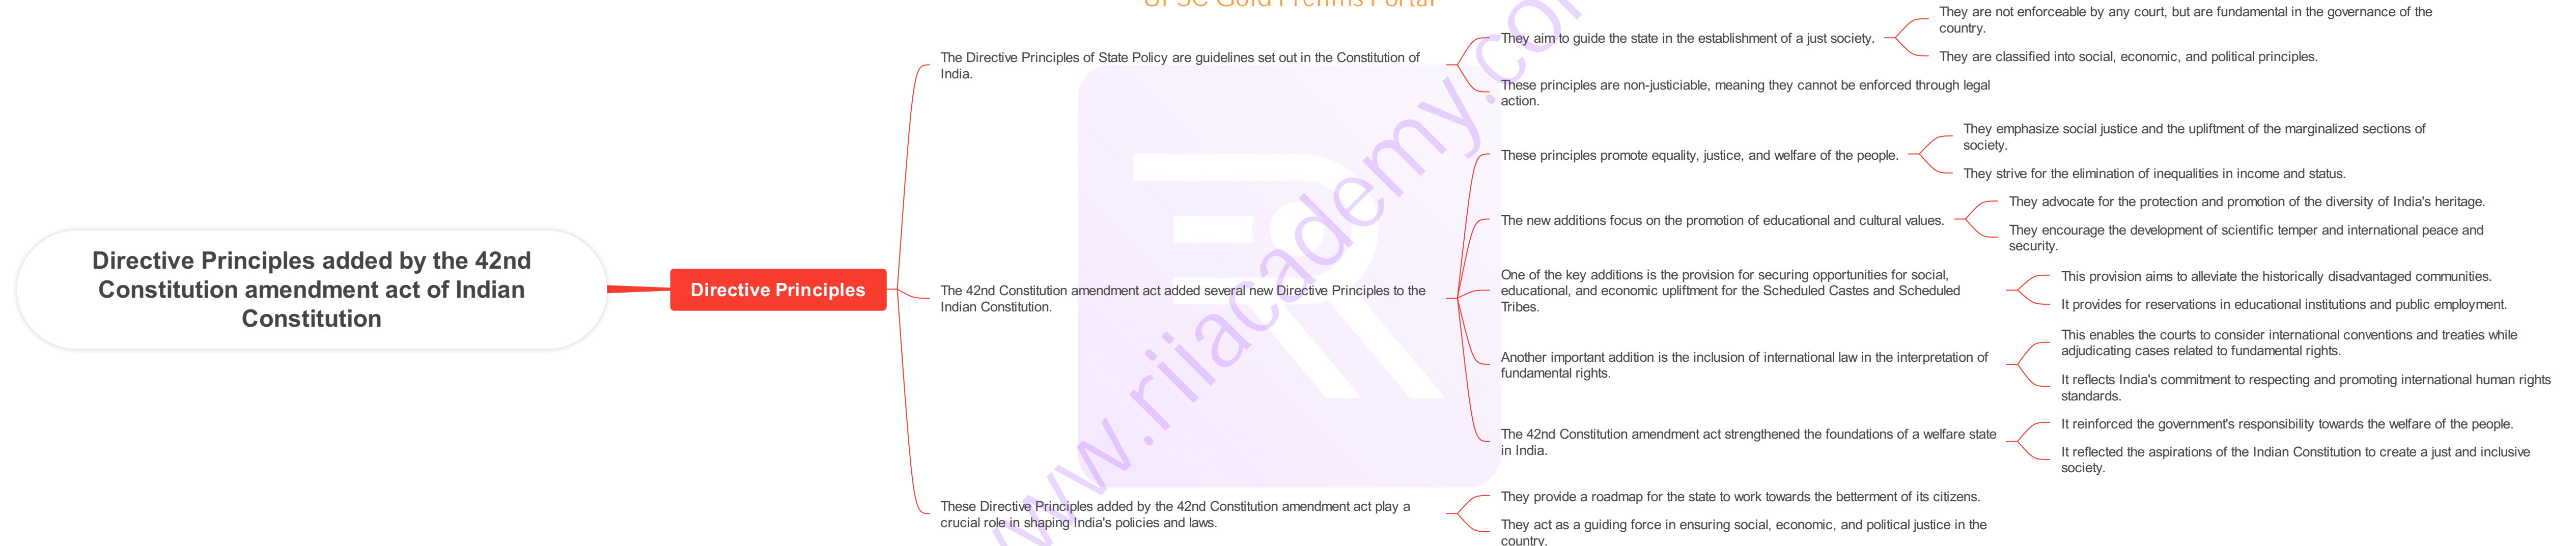 UPSC Gold Prelims Portal
Directive Principles added by the 42nd
Constitution amendment act of Indian
Constitution
Directive Principles
The Directive Principles of State Policy are guidelines set out in the Constitution of
India.
They aim to guide the state in the establishment of a just society.
They are not enforceable by any court, but are fundamental in the governance of the
country.
They are classified into social, economic, and political principles.
These principles are non-justiciable, meaning they cannot be enforced through legal
action.
The 42nd Constitution amendment act added several new Directive Principles to the
Indian Constitution.
These principles promote equality, justice, and welfare of the people.
They emphasize social justice and the upliftment of the marginalized sections of
society.
They strive for the elimination of inequalities in income and status.
The new additions focus on the promotion of educational and cultural values.
They advocate for the protection and promotion of the diversity of India's heritage.
They encourage the development of scientific temper and international peace and
security.
One of the key additions is the provision for securing opportunities for social,
educational, and economic upliftment for the Scheduled Castes and Scheduled
Tribes.
This provision aims to alleviate the historically disadvantaged communities.
It provides for reservations in educational institutions and public employment.
Another important addition is the inclusion of international law in the interpretation of
fundamental rights.
This enables the courts to consider international conventions and treaties while
adjudicating cases related to fundamental rights.
It reflects India's commitment to respecting and promoting international human rights
standards.
The 42nd Constitution amendment act strengthened the foundations of a welfare state
in India.
It reinforced the government's responsibility towards the welfare of the people.
It reflected the aspirations of the Indian Constitution to create a just and inclusive
society.
These Directive Principles added by the 42nd Constitution amendment act play a
crucial role in shaping India's policies and laws.
They provide a roadmap for the state to work towards the betterment of its citizens.
They act as a guiding force in ensuring social, economic, and political justice in the
country.
www.rijiacademy.com